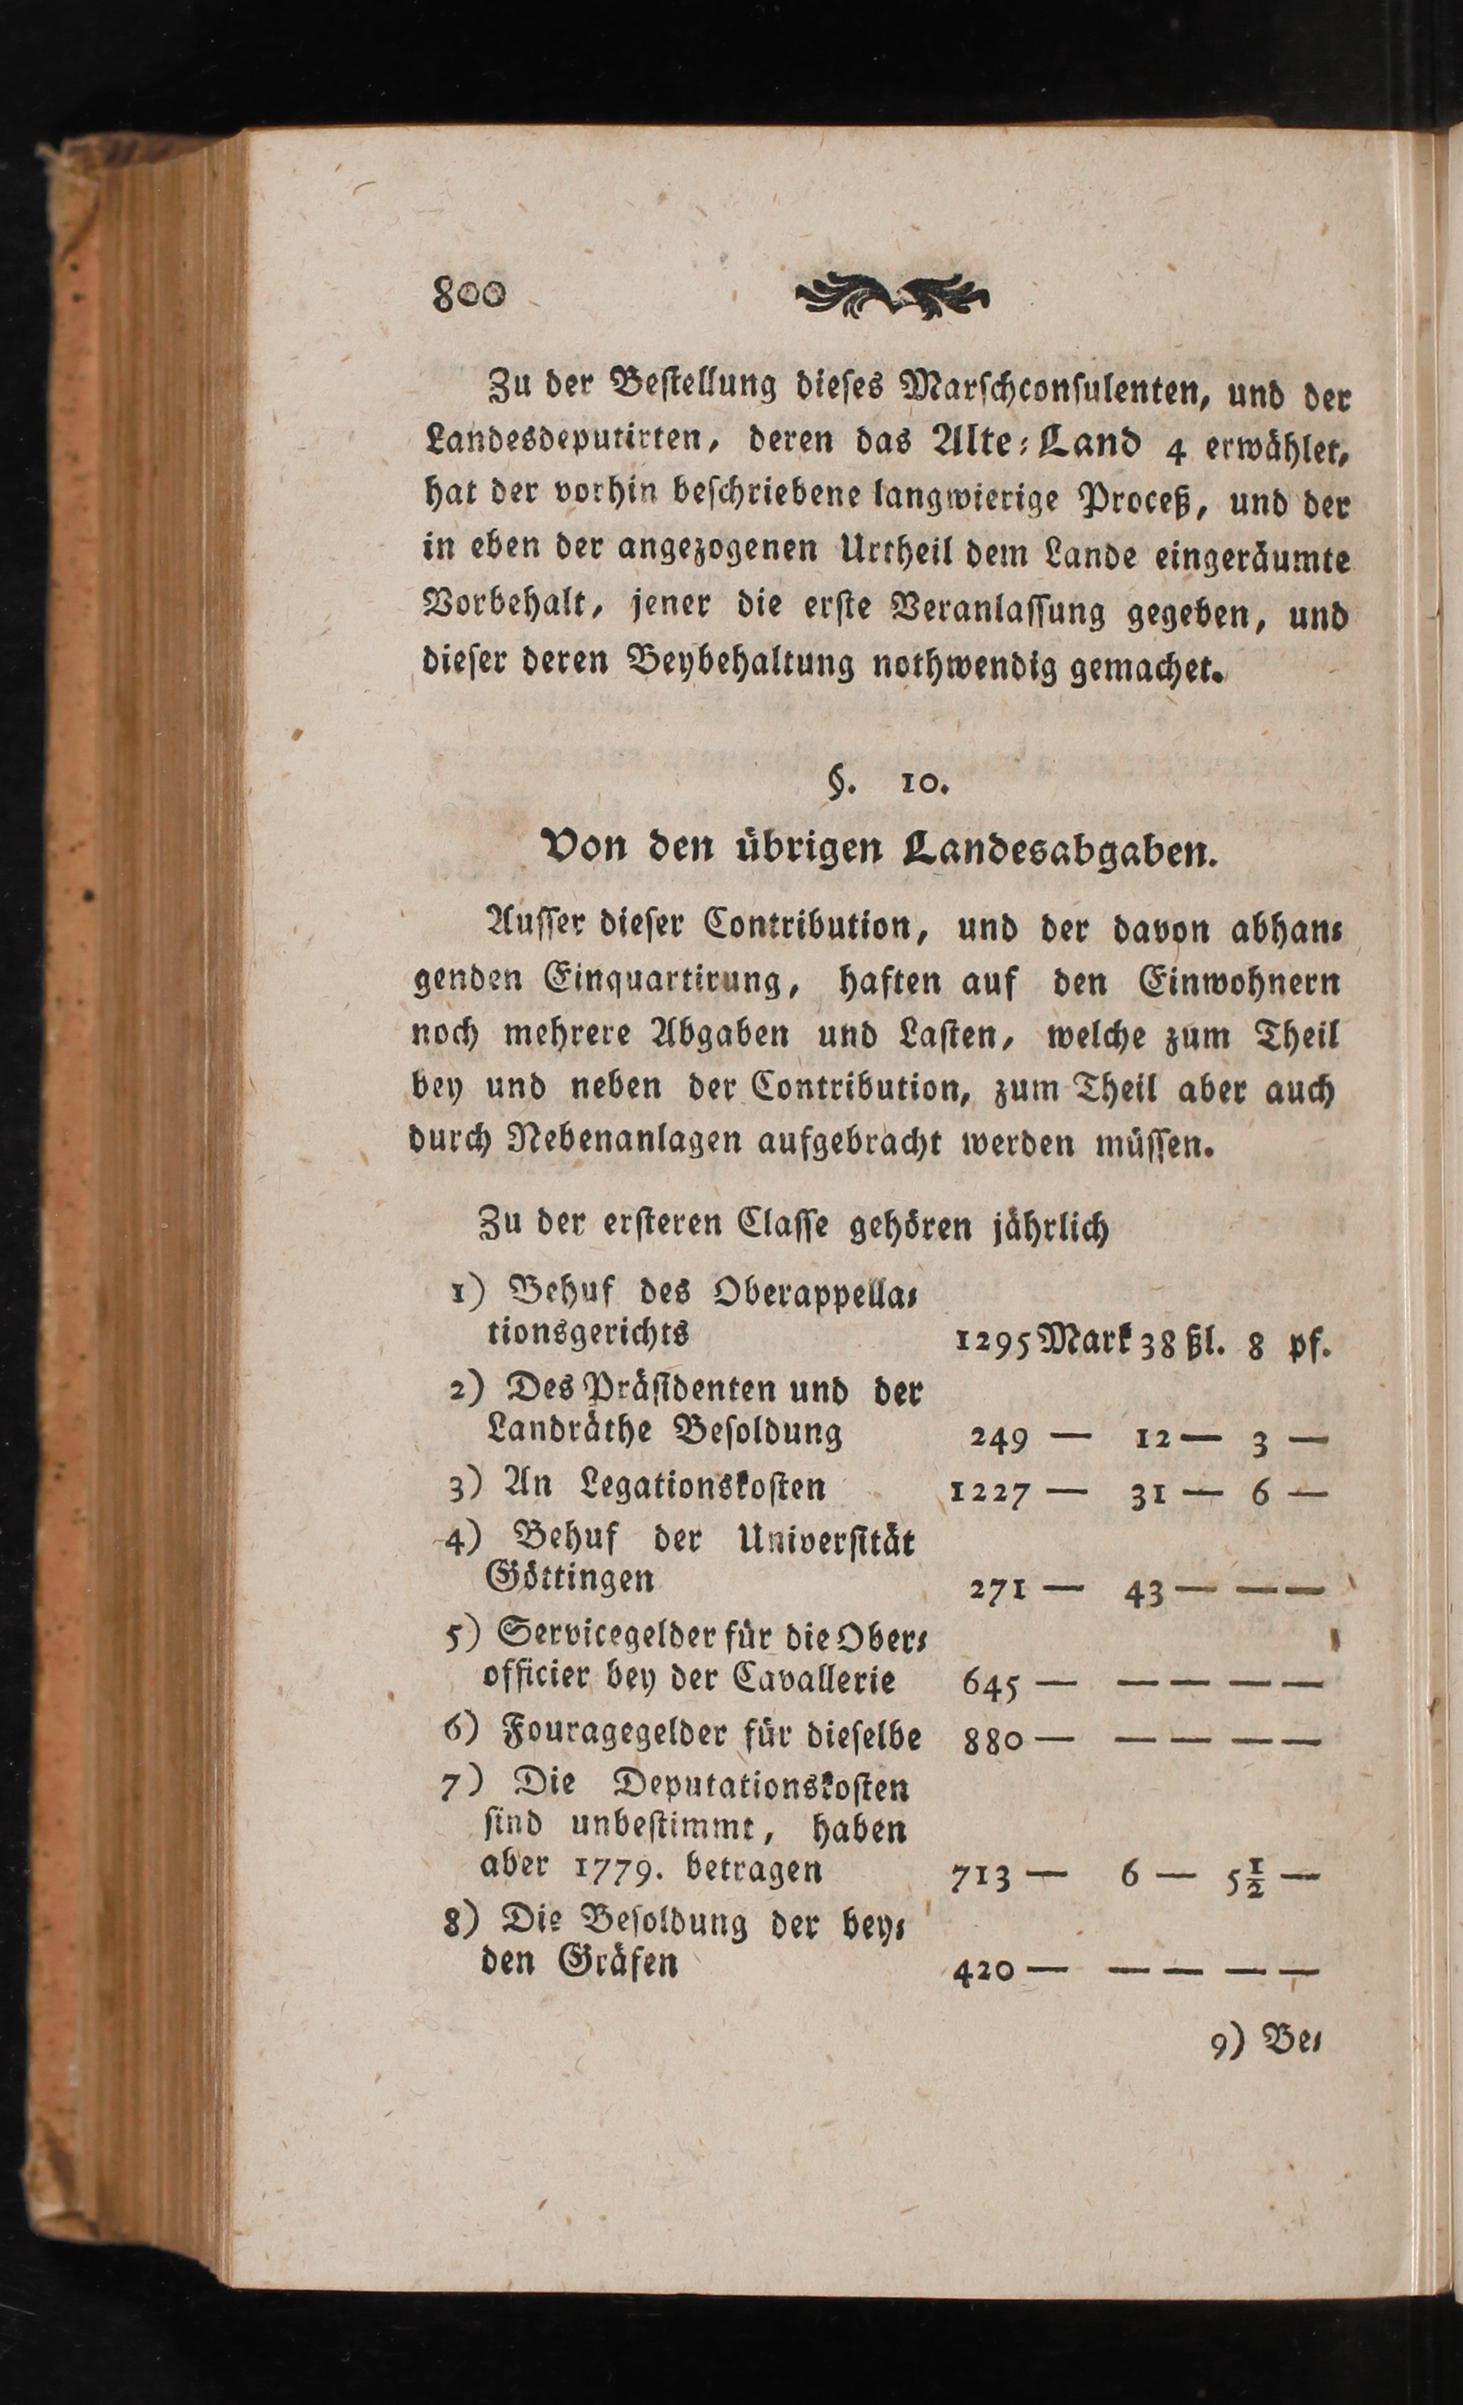 800
Zu der Bestellung dieses Marschconsulenten, und der
Landesdeputirten, deren das Alte-Land 4 erwählet,
hat der vorhin beschriebene langwierige Proceß, und der
in eben der angezogenen Urtheil dem Lande eingeräumte
Vorbehalt, jener die erste Veranlassung gegeben, und
dieser deren Beybehaltung nothwendig gemachet.
§. 10.
Von den übrigen Landesabgaben.
Ausser dieser Contribution, und der davon abhan-
genden Einquartirung, haften auf den Einwohnern
noch mehrere Abgaben und Lasten, welche zum Theil
bey und neben der Contribution, zum Theil aber auch
durch Nebenanlagen aufgebracht werden müssen.
Zu der ersteren Classe gehören jährlich
1) Behuf des Oberappella-
tionsgerichts 1295 Mark 38 ßl. 8 pf.
2) Des Präsidenten und der
Landräthe Besoldung 249 — 12 — 3 —
3) An Legationskosten 1227 — 31 — 6 —
4) Behuf der Universität
Göttingen 271 — 43 — — —
5) Servicegelder für die Ober-
officier bey der Cavallerie 645 — — — — —
6) Fouragegelder für dieselbe 880 — — — — —
7) Die Deputationskosten
sind unbestimmt, haben
aber 1779. betragen 713 — 6 — 5½ —
8) Die Besoldung der bey-
den Gräfen 420 — — — — —
9) Be-